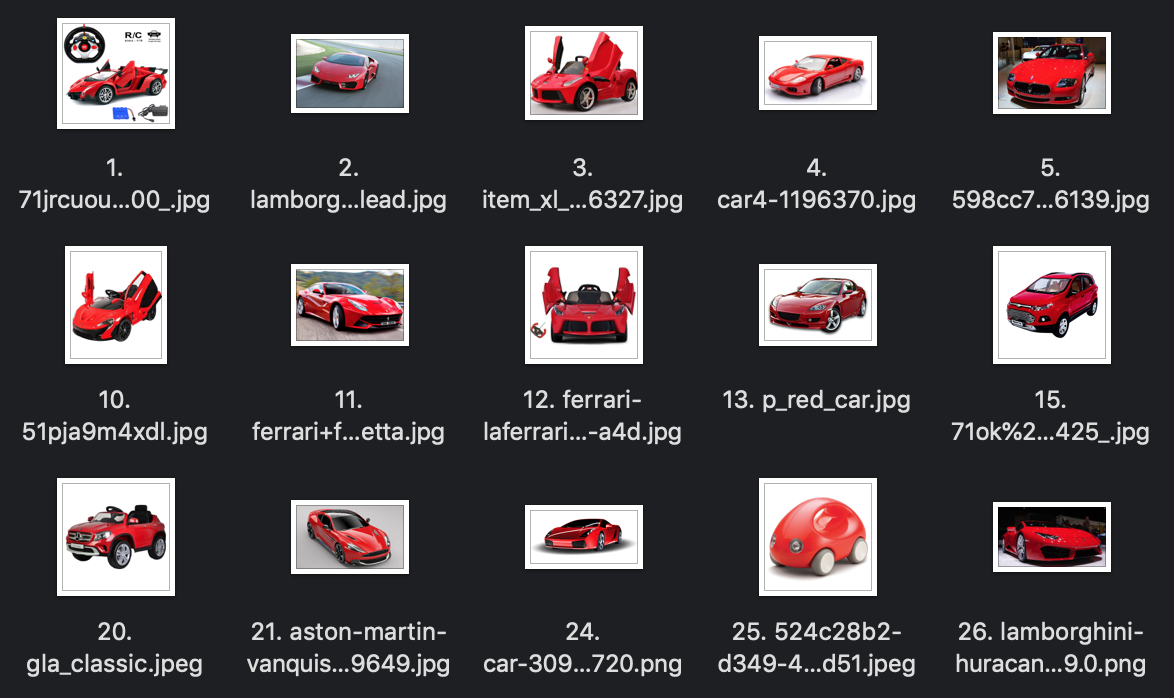 R/C
1.
71jrcuou...00_.jpg
2.
lamborg...lead.jpg
3.
item_xl_...6327.jpg
4.
car4-1196370.jpg
5.
598cc7...6139.jpg
10.
51pja9m4xdl.jpg
11.
ferrari+f...etta.jpg
12. ferrari-
laferrari...-a4d.jpg
13. p_red_car.jpg
15.
71ok%2...425_.jpg
20.
gla_classic.jpeg
21. aston-martin-
vanquis...9649.jpg
24.
car-309...720.png
25. 524c28b2-
d349-4...d51.jpeg
26. lamborghini-
huracan...9.0.png